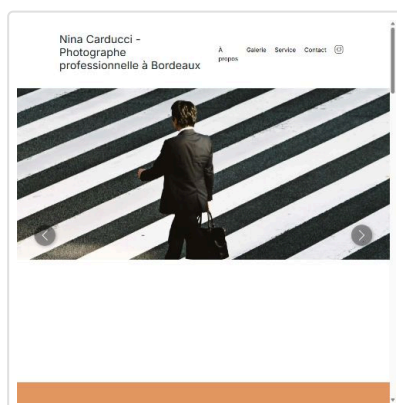 Nina Carducci -
Photographe
professionnelle à Bordeaux
À propos
Galerie
Service
Contact